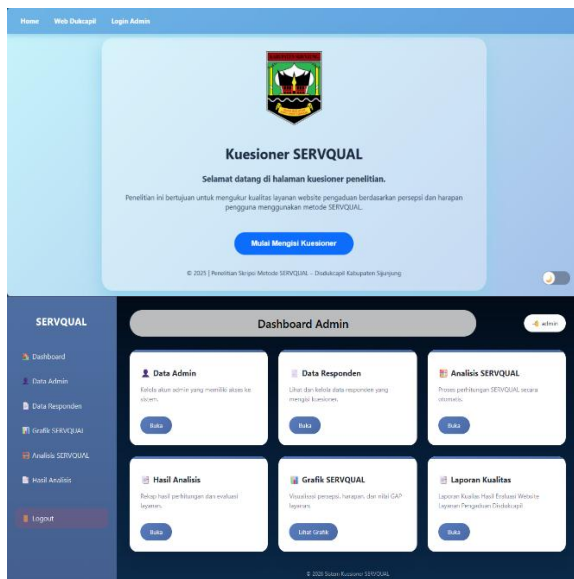 Home Web Dukcapil Login Admin
Kuesioner SERVQUAL
Selamat datang di halaman kuesioner penelitian.
Penelitian ini bertujuan untuk mengukur kualitas layanan website pengaduan berdasarkan persepsi dan harapan
pengguna menggunakan metode SERVQUAL.
Mulai Mengisi Kuesioner
© 2025 | Penelitian Skripsi Metode SERVQUAL – Disdukcapil Kabupaten Sijunjung
SERVQUAL
Dashboard Admin
admin
Dashboard
Data Admin
Data Responden
Grafik SERVQUAL
Analisis SERVQUAL
Hasil Analisis
Logout
Data Admin
Kelola akun admin yang memiliki akses ke
sistem.
Buka
Data Responden
Lihat dan kelola data responden yang
mengisi kuesioner.
Buka
Analisis SERVQUAL
Proses perhitungan SERVQUAL secara
otomatis.
Buka
Hasil Analisis
Rekap hasil perhitungan dan evaluasi
layanan.
Buka
Grafik SERVQUAL
Visualisasi persepsi, harapan, dan nilai GAP
layanan.
Lihat Grafik
Laporan Kualitas
Laporan Kualitas Hasil Evaluasi Website
Layanan Pengaduan Disdukcapil
Buka
Sistem Kuesioner SERVQUAL